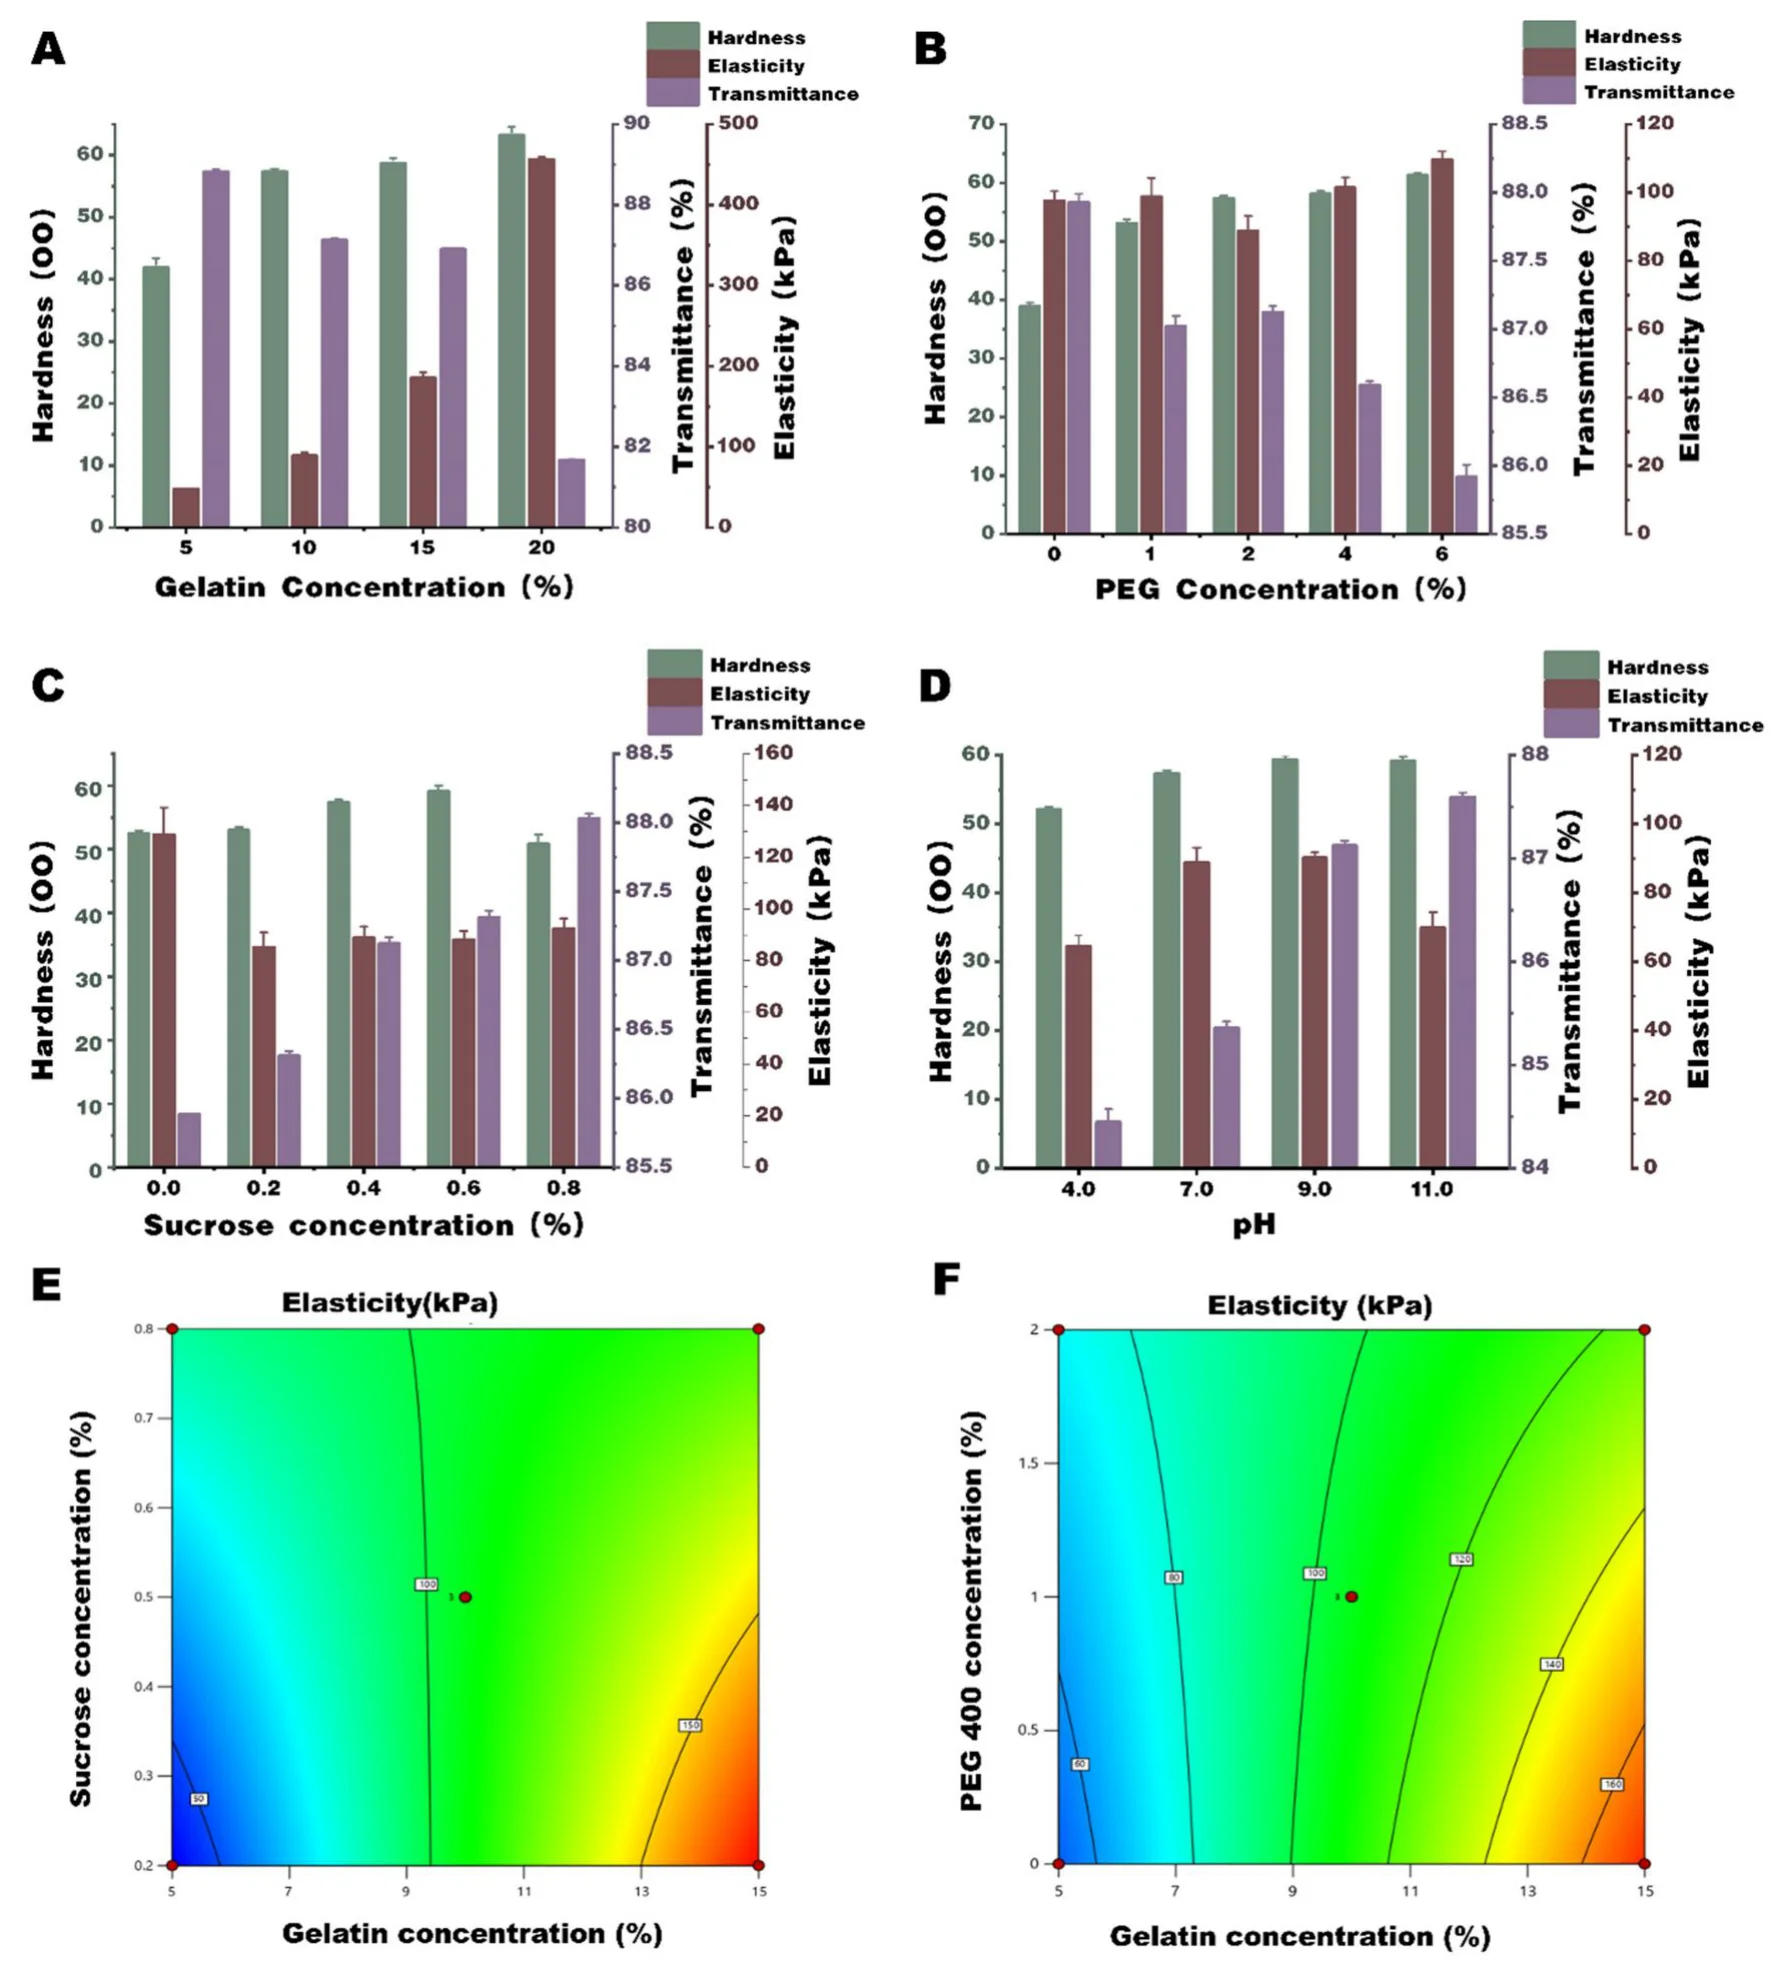 A
Hardness
Elasticity
Transmittance
Hardness (OO)
60
50
40
30
20
10
0
90
88
86
84
82
80
Transmittance (%)
500
400
300
200
100
0
Elasticity (kPa)
5 10 15 20
Gelatin Concentration (%)
B
Hardness
Elasticity
Transmittance
Hardness (OO)
70
60
50
40
30
20
10
0
88.5
88.0
87.5
87.0
86.5
86.0
85.5
Transmittance (%)
120
100
80
60
40
20
0
Elasticity (kPa)
0 1 2 4 6
PEG Concentration (%)
C
Hardness
Elasticity
Transmittance
Hardness (OO)
60
50
40
30
20
10
0
88.5
88.0
87.5
87.0
86.5
86.0
85.5
Transmittance (%)
160
140
120
100
80
60
40
20
0
Elasticity (kPa)
0.0 0.2 0.4 0.6 0.8
Sucrose concentration (%)
D
Hardness
Elasticity
Transmittance
Hardness (OO)
60
50
40
30
20
10
0
88
87
86
85
84
Transmittance (%)
120
100
80
60
40
20
0
Elasticity (kPa)
4.0 7.0 9.0 11.0
pH
E
Elasticity(kPa)
Sucrose concentration (%)
0.8
0.7
0.6
0.5
0.4
0.3
0.2
100
150
50
5 7 9 11 13 15
Gelatin concentration (%)
F
Elasticity (kPa)
PEG 400 concentration (%)
2
1.5
1
0.5
0
80
100
120
140
60
160
5 7 9 11 13 15
Gelatin concentration (%)